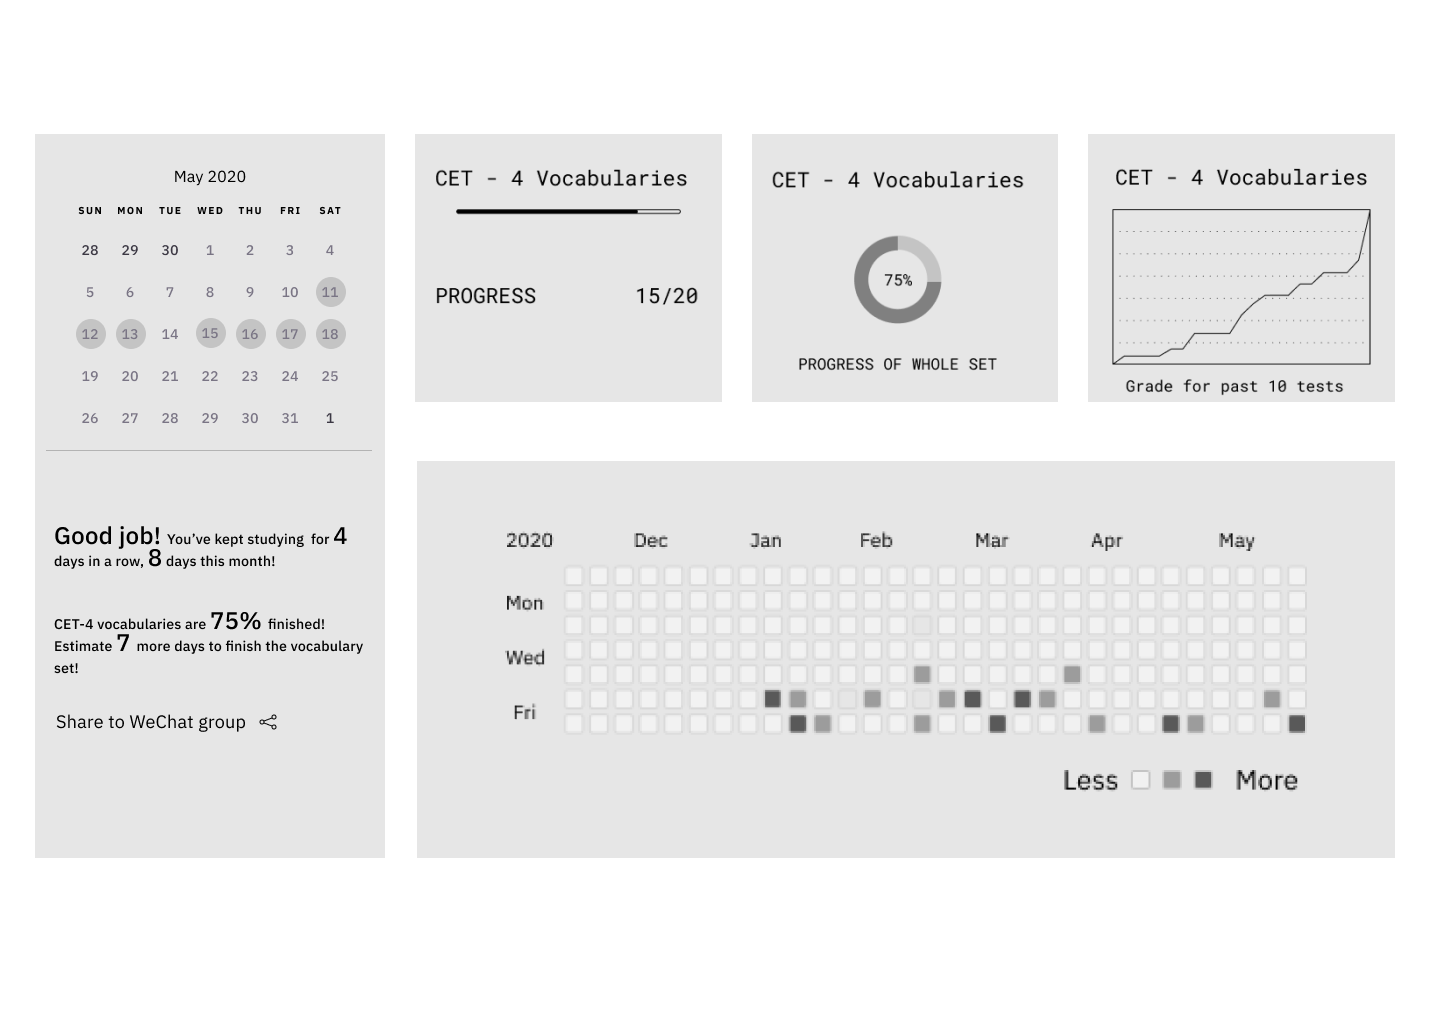 May 2020
SUN MON TUE WED THU FRI SAT
28 29 30 1 2 3 4
5 6 7 8 9 10 11
12 13 14 15 16 17 18
19 20 21 22 23 24 25
26 27 28 29 30 31 1
Good job! You’ve kept studying for 4
days in a row, 8 days this month!
CET-4 vocabularies are 75% finished!
Estimate 7 more days to finish the vocabulary
set!
Share to WeChat group
CET - 4 Vocabularies
PROGRESS 15/20
CET - 4 Vocabularies
75%
PROGRESS OF WHOLE SET
CET - 4 Vocabularies
Grade for past 10 tests
2020 Dec Jan Feb Mar Apr May
Mon
Wed
Fri
Less More